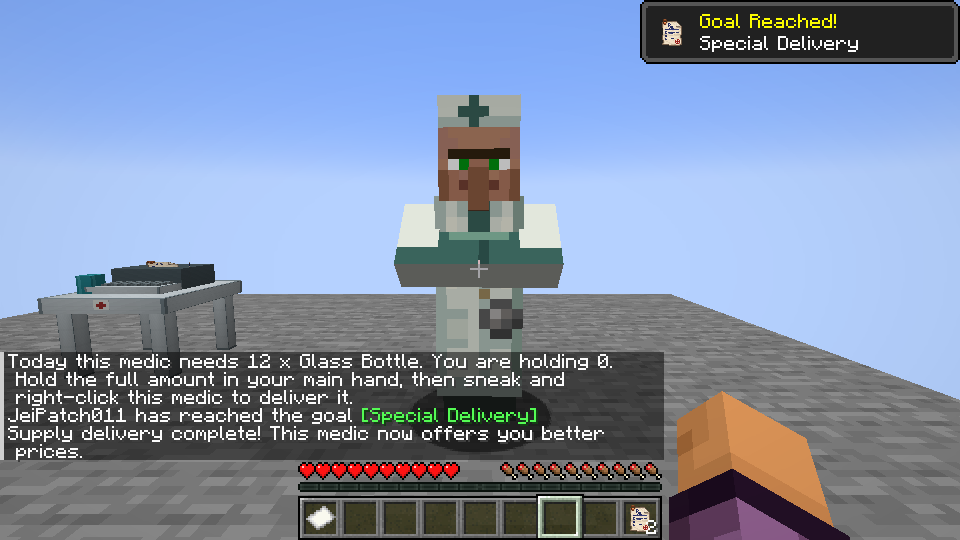 Goal Reached!
Special Delivery
Today this medic needs 12 x Glass Bottle. You are holding 0.
Hold the full amount in your main hand, then sneak and
right-click this medic to deliver it.
JeiPatch011 has reached the goal [Special Delivery]
Supply delivery complete! This medic now offers you better
prices.